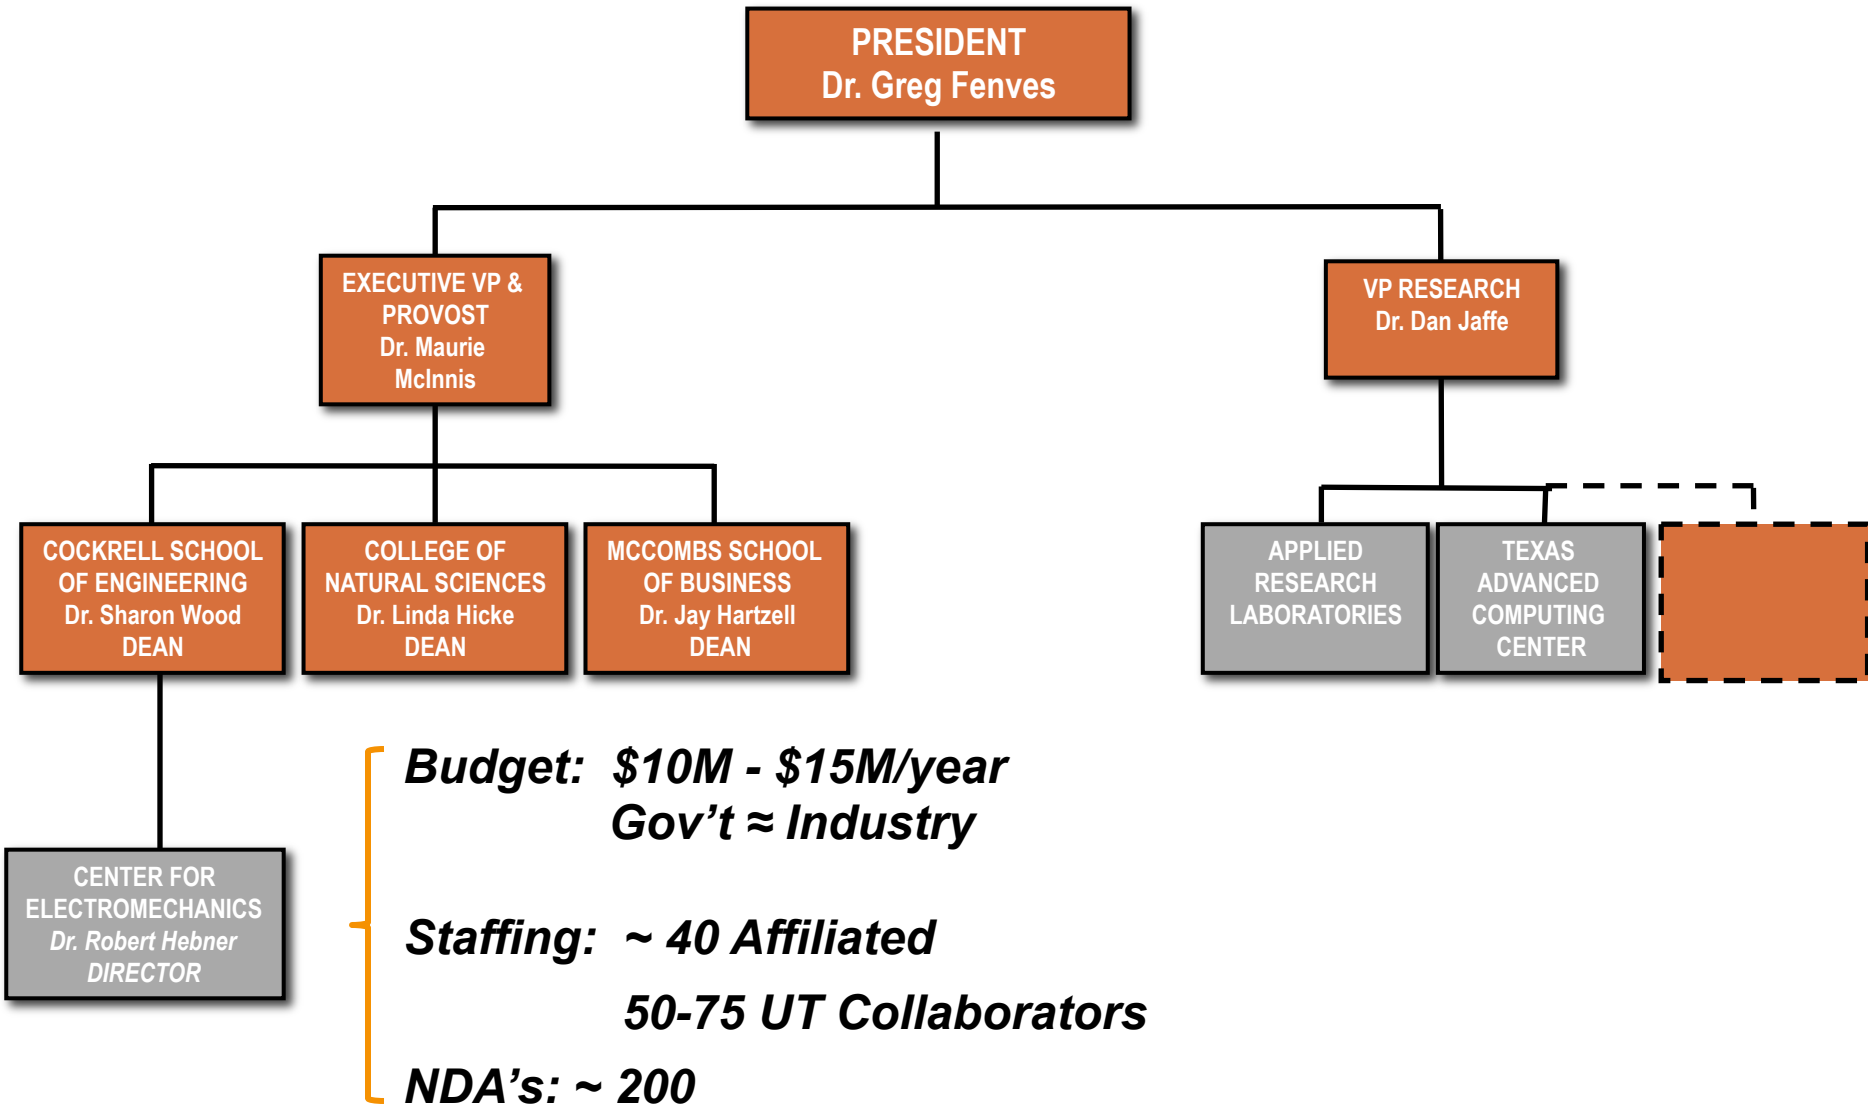 PRESIDENT
Dr. Greg Fenves
EXECUTIVE VP &
PROVOST
Dr. Maurie
McInnis
VP RESEARCH
Dr. Dan Jaffe
COCKRELL SCHOOL
OF ENGINEERING
Dr. Sharon Wood
DEAN
COLLEGE OF
NATURAL SCIENCES
Dr. Linda Hicke
DEAN
MCCOMBS SCHOOL
OF BUSINESS
Dr. Jay Hartzell
DEAN
APPLIED
RESEARCH
LABORATORIES
TEXAS
ADVANCED
COMPUTING
CENTER
CENTER FOR
ELECTROMECHANICS
Dr. Robert Hebner
DIRECTOR
Budget: $10M - $15M/year
Gov’t ≈ Industry
Staffing: ~ 40 Affiliated
50-75 UT Collaborators
NDA’s: ~ 200